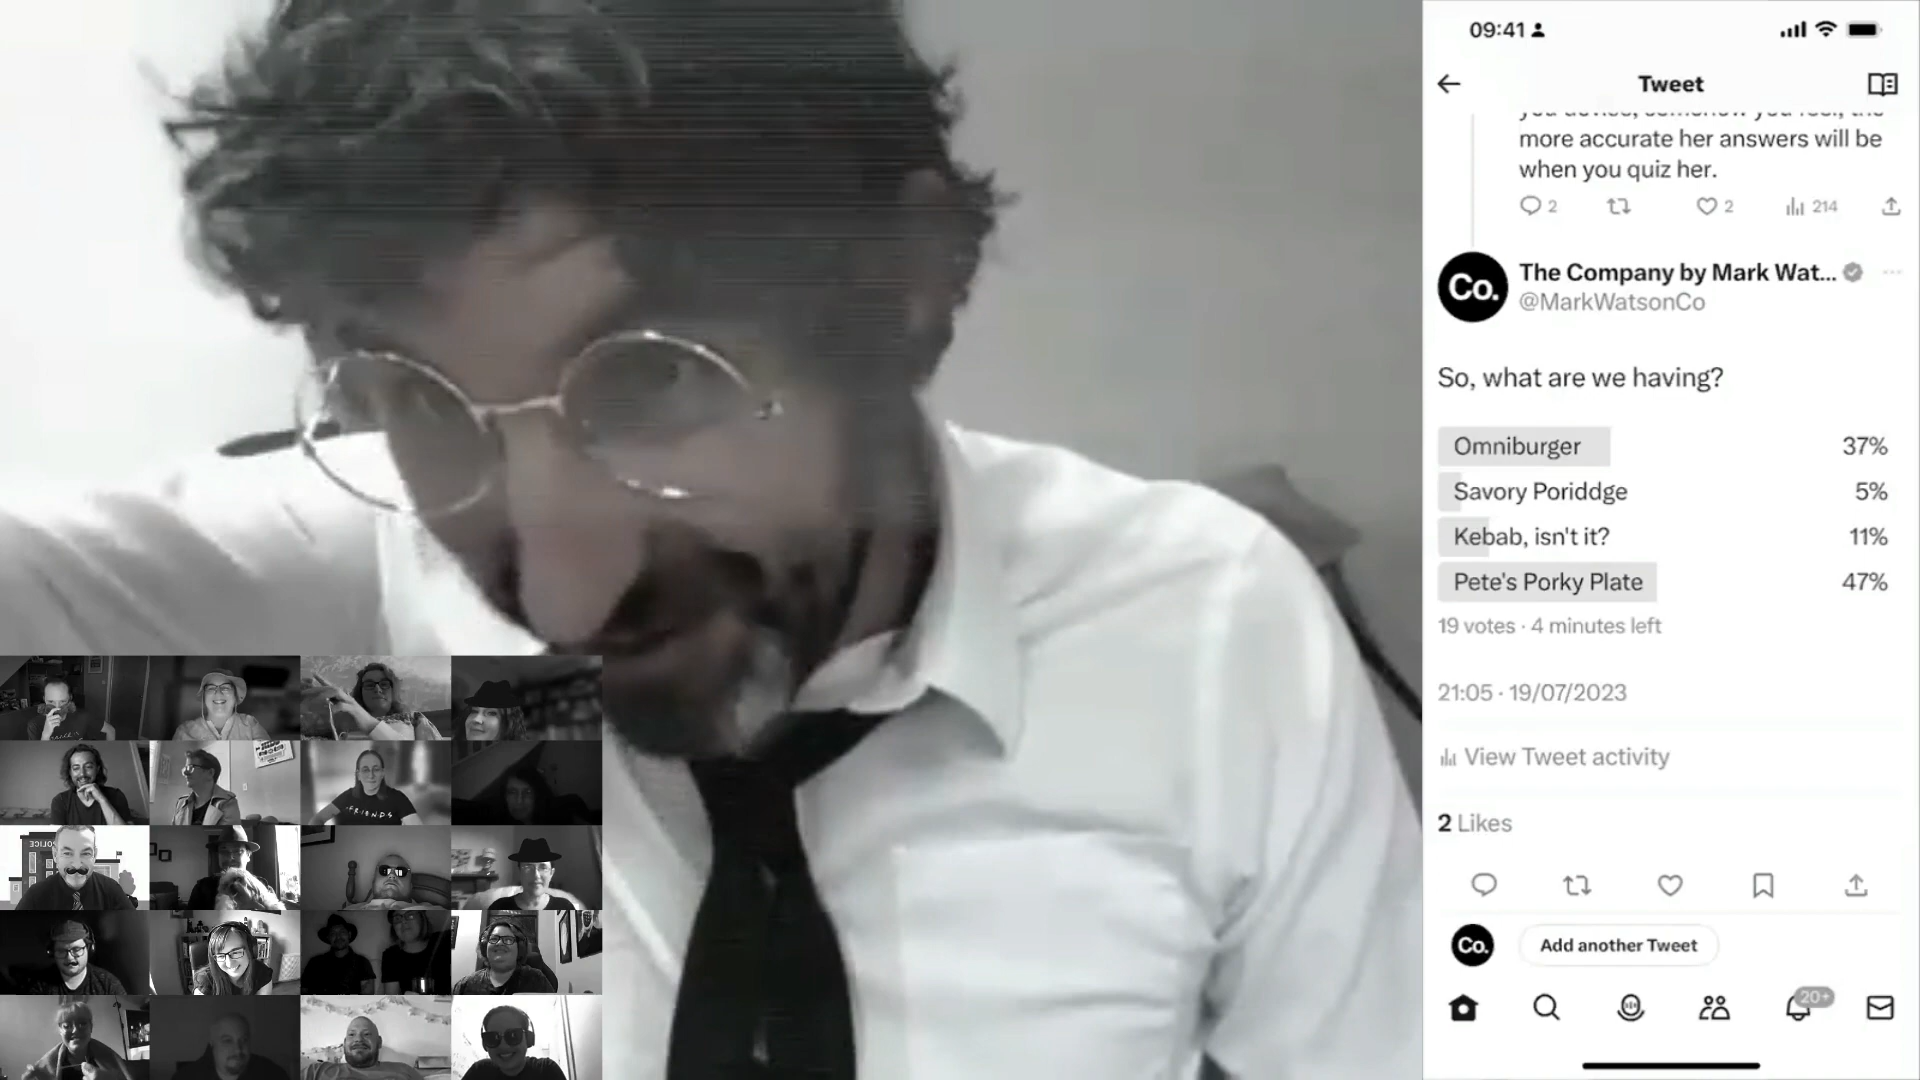 09:41
Tweet
more accurate her answers will be
when you quiz her.
2
2
214
Co.
The Company by Mark Wat...
@MarkWatsonCo
So, what are we having?
Omniburger 37%
Savory Poriddge 5%
Kebab, isn't it? 11%
Pete's Porky Plate 47%
19 votes · 4 minutes left
21:05 · 19/07/2023
View Tweet activity
2 Likes
Co.
Add another Tweet
20+
FRIENDS
POLICE